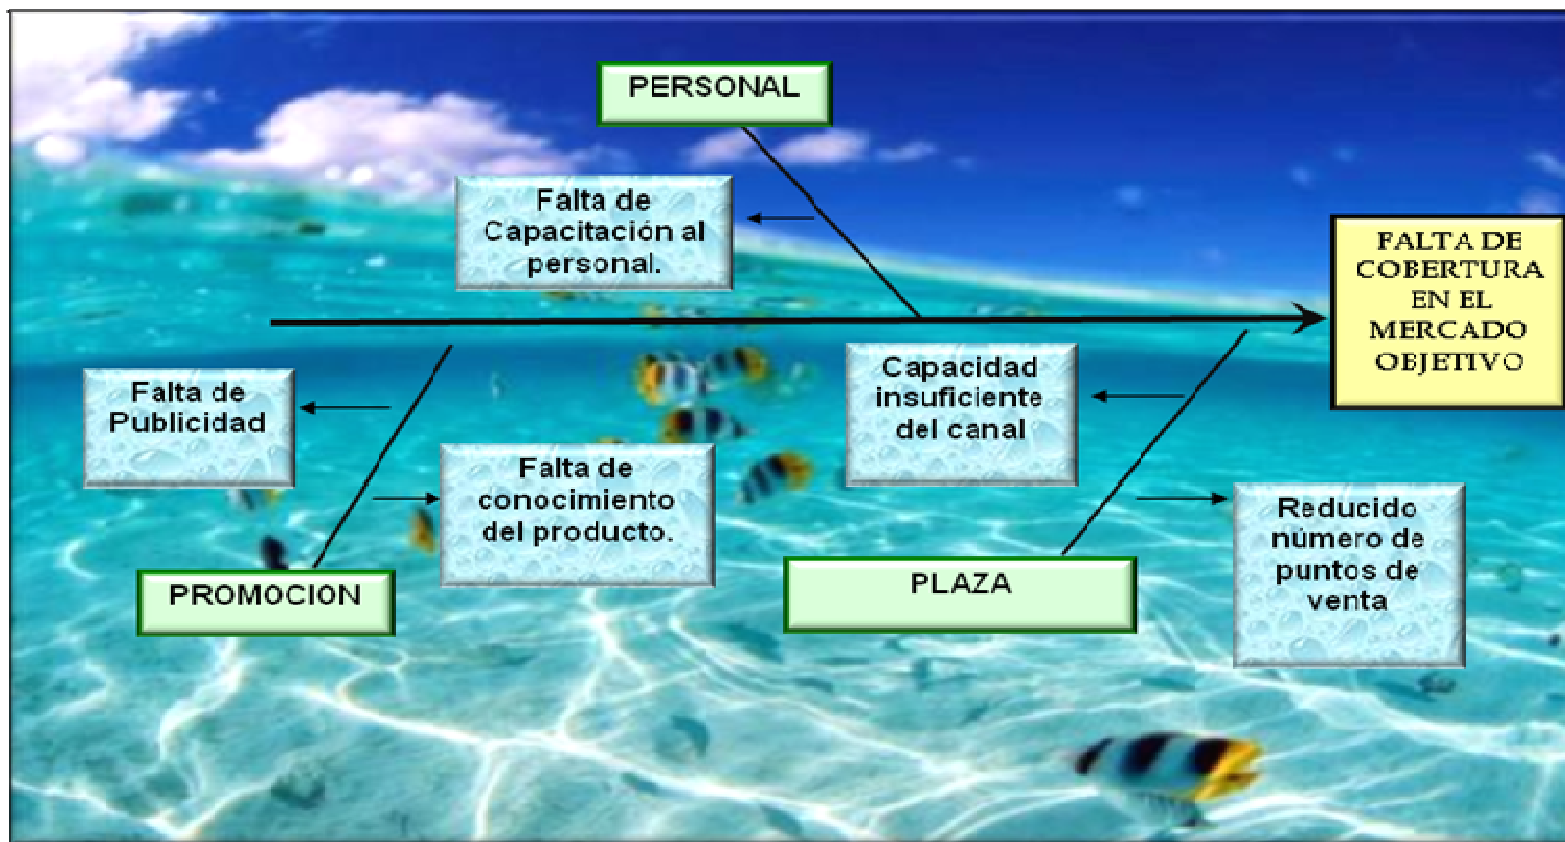 PERSONAL
Falta de
Capacitación al
personal.
FALTA DE
COBERTURA
EN EL
MERCADO
OBJETIVO
Falta de
Publicidad
Capacidad
insuficiente
del canal
Falta de
conocimiento
del producto.
Reducido
número de
puntos de
venta
PROMOCION
PLAZA